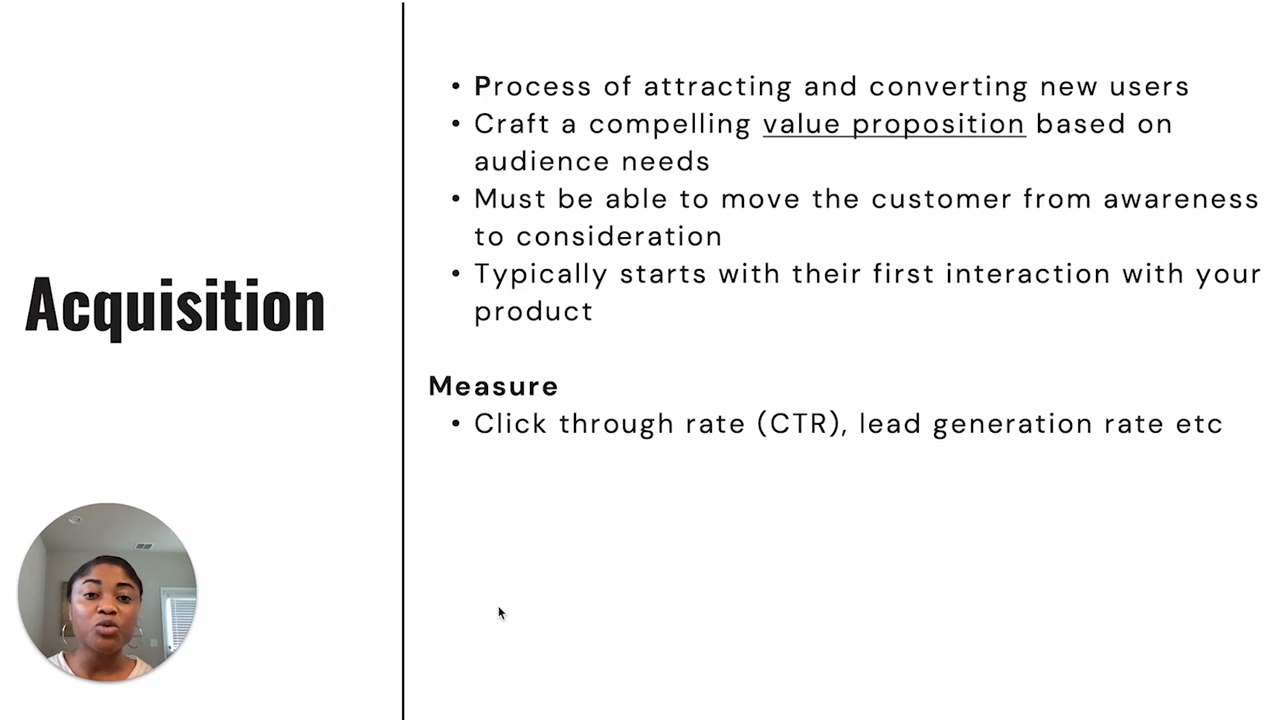 Acquisition
• Process of attracting and converting new users
• Craft a compelling value proposition based on
audience needs
• Must be able to move the customer from awareness
to consideration
• Typically starts with their first interaction with your
product
Measure
• Click through rate (CTR), lead generation rate etc